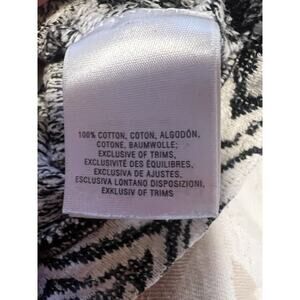 100% COTTON, COTON, ALGODÓN,
COTONE, BAUMWOLLE;
EXCLUSIVE OF TRIMS,
EXCLUSIVITÉ DES ÉQUILIBRES,
EXCLUSIVA DE AJUSTES,
ESCLUSIVA LONTANO DISPOSIZIONI,
EXKLUSIV OF TRIMS